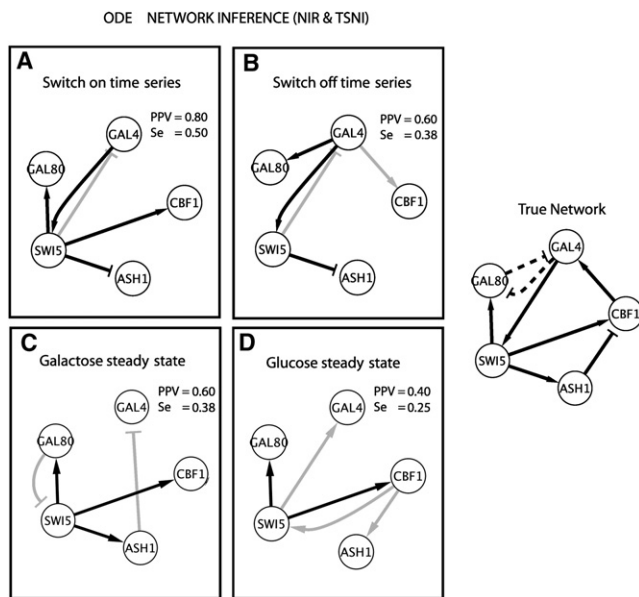 ODE NETWORK INFERENCE (NIR & TSNI)
A
Switch on time series
PPV = 0.80
Se = 0.50
GAL4
GAL80
CBF1
SWI5
ASH1
B
Switch off time series
PPV = 0.60
Se = 0.38
GAL4
GAL80
CBF1
SWI5
ASH1
True Network
GAL4
GAL80
CBF1
SWI5
ASH1
C
Galactose steady state
PPV = 0.60
Se = 0.38
GAL4
GAL80
CBF1
SWI5
ASH1
D
Glucose steady state
PPV = 0.40
Se = 0.25
GAL4
GAL80
CBF1
SWI5
ASH1